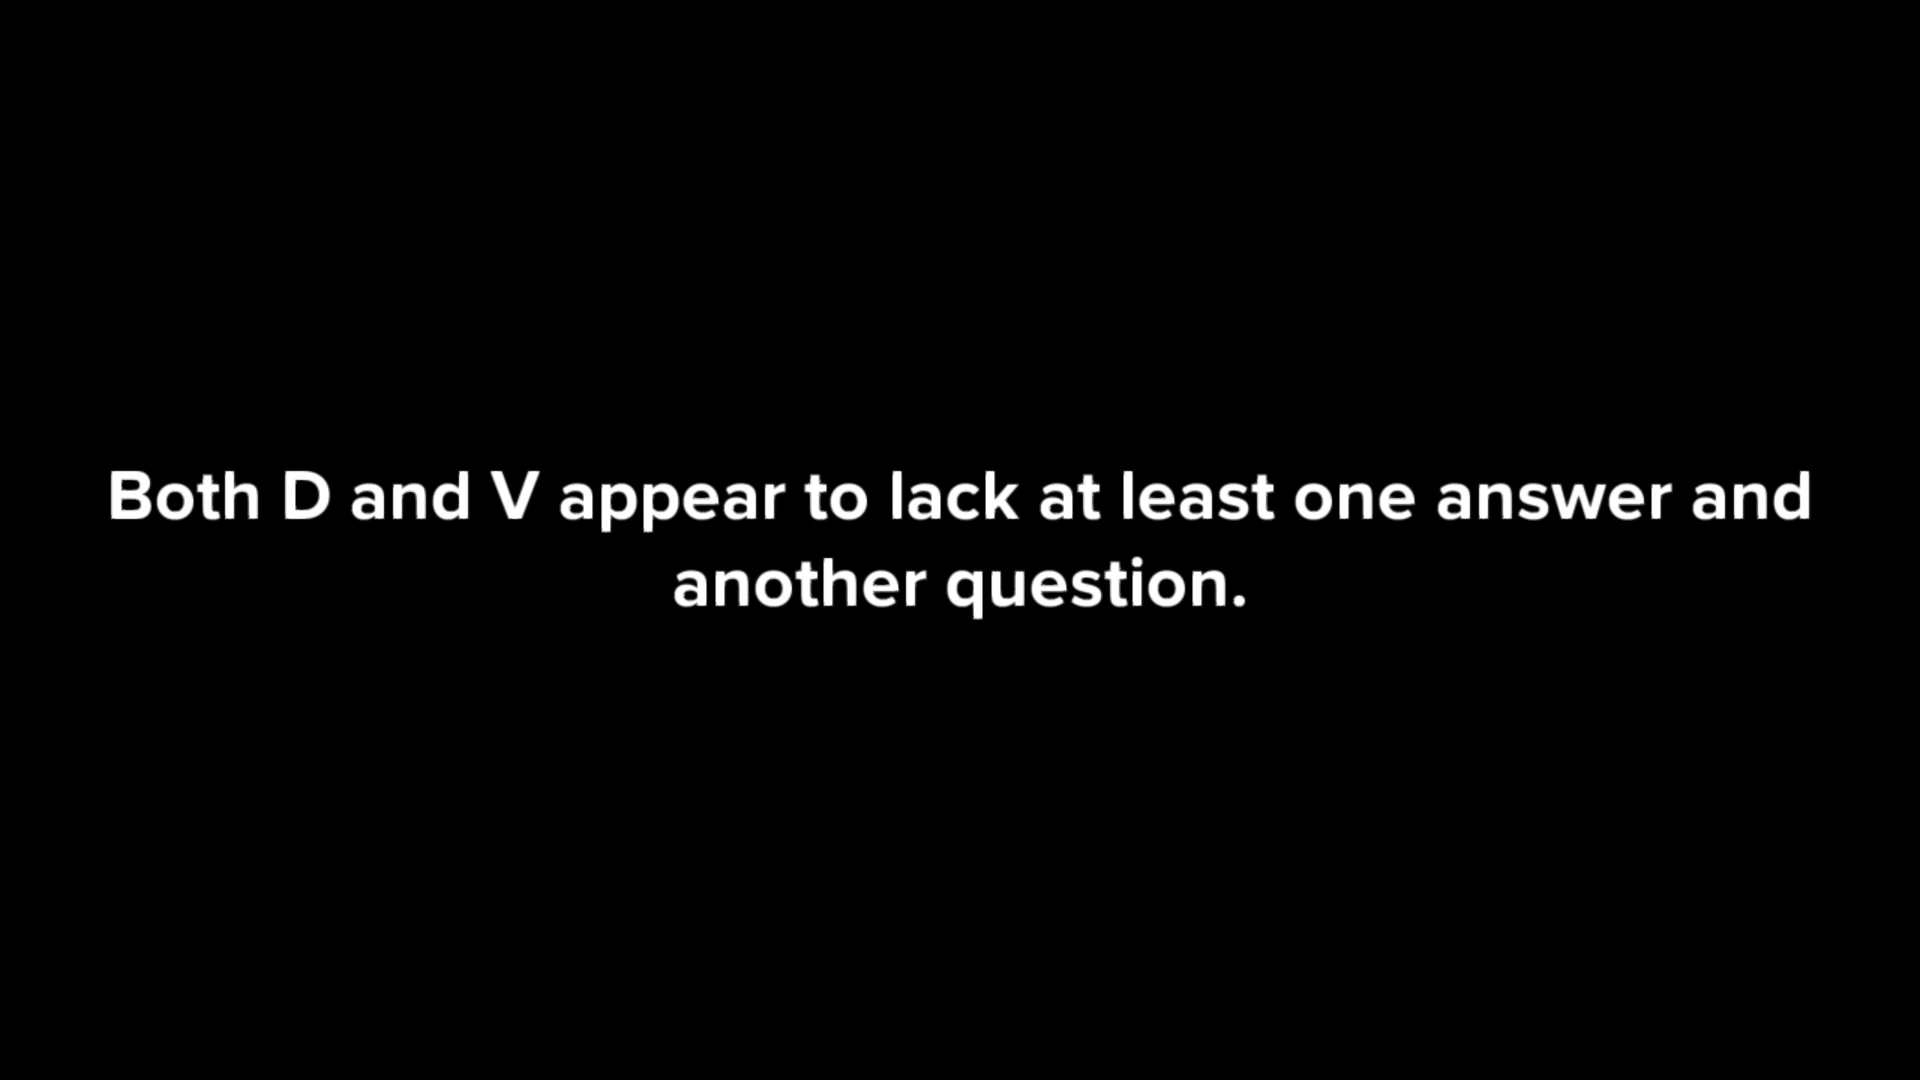 Both D and V appear to lack at least one answer and
another question.